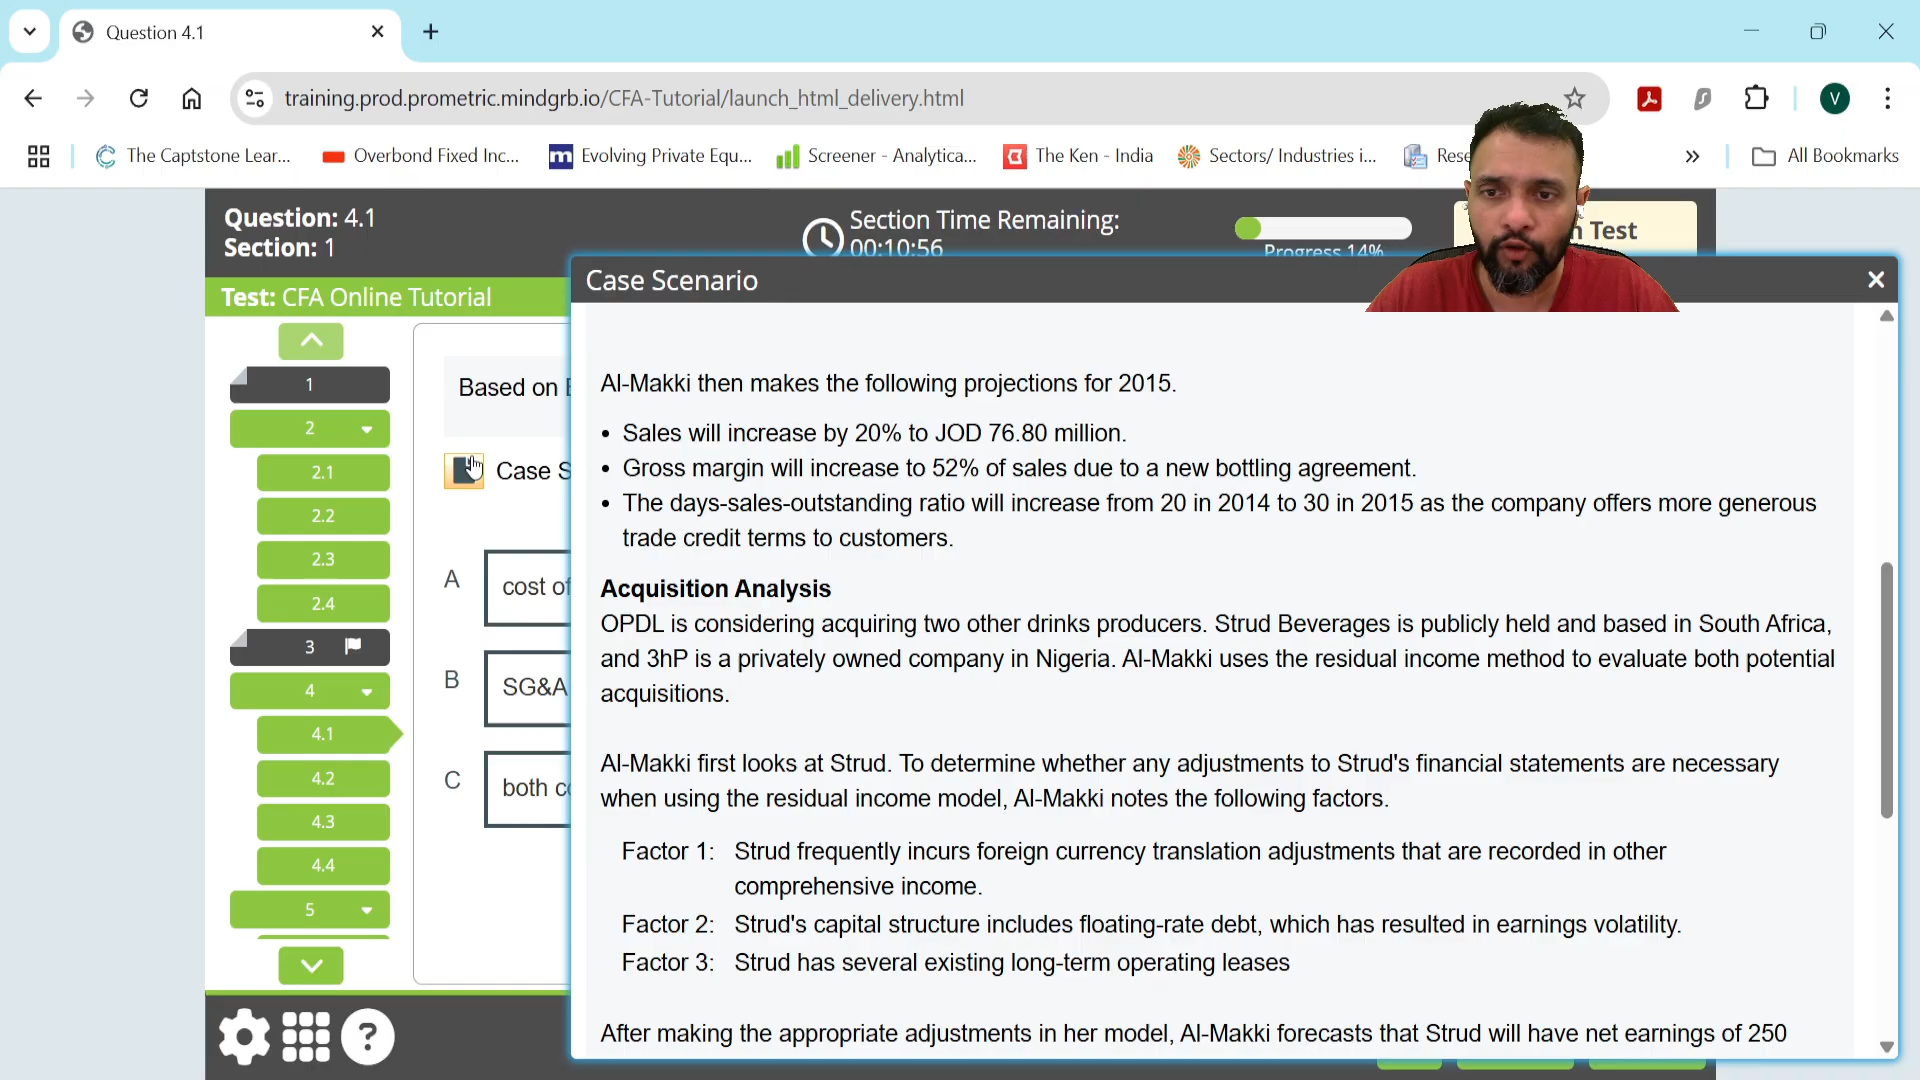 Question 4.1
training.prod.prometric.mindgrb.io/CFA-Tutorial/launch_html_delivery.html
V
The Captstone Lear...
Overbond Fixed Inc...
Evolving Private Equ...
Screener - Analytica...
The Ken - India
Sectors/ Industries i...
Rese
All Bookmarks
Question: 4.1
Section: 1
Section Time Remaining:
00:10:56
Progress 14%
Test
Test: CFA Online Tutorial
1
2
2.1
2.2
2.3
2.4
3
4
4.1
4.2
4.3
4.4
5
Based on
Case S
A
cost of
B
SG&A
C
both co
Case Scenario
Al-Makki then makes the following projections for 2015.
• Sales will increase by 20% to JOD 76.80 million.
• Gross margin will increase to 52% of sales due to a new bottling agreement.
• The days-sales-outstanding ratio will increase from 20 in 2014 to 30 in 2015 as the company offers more generous
trade credit terms to customers.
Acquisition Analysis
OPDL is considering acquiring two other drinks producers. Strud Beverages is publicly held and based in South Africa,
and 3hP is a privately owned company in Nigeria. Al-Makki uses the residual income method to evaluate both potential
acquisitions.
Al-Makki first looks at Strud. To determine whether any adjustments to Strud's financial statements are necessary
when using the residual income model, Al-Makki notes the following factors.
Factor 1: Strud frequently incurs foreign currency translation adjustments that are recorded in other
comprehensive income.
Factor 2: Strud's capital structure includes floating-rate debt, which has resulted in earnings volatility.
Factor 3: Strud has several existing long-term operating leases
After making the appropriate adjustments in her model, Al-Makki forecasts that Strud will have net earnings of 250